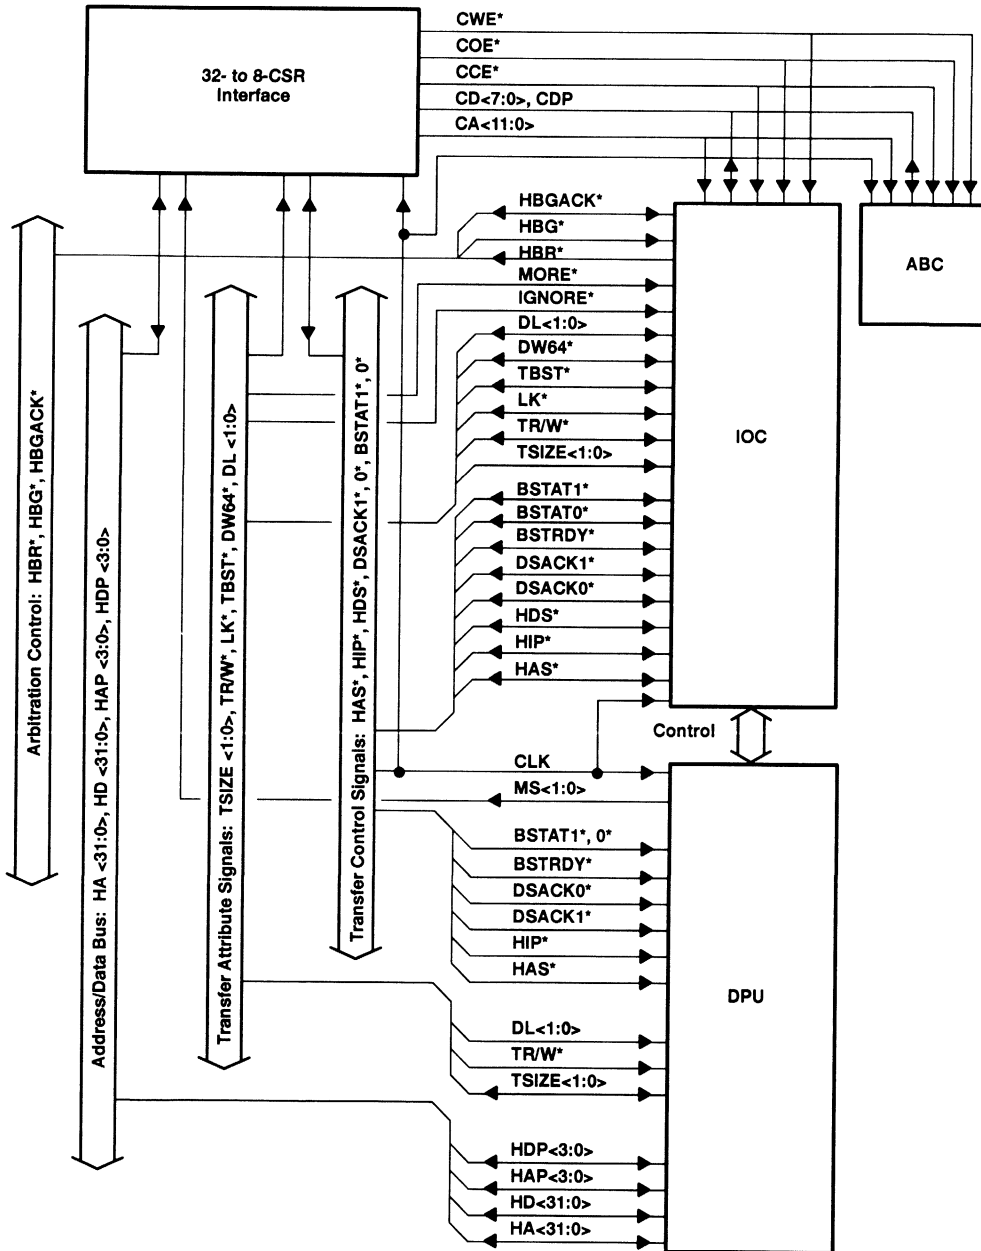 CWE*
COE*
CCE*
CD<7:0>, CDP
CA<11:0>
32- to 8-CSR
Interface
HBGACK*
HBG*
HBR*
MORE*
IGNORE*
DL<1:0>
DW64*
TBST*
LK*
TR/W*
TSIZE<1:0>
BSTAT1*
BSTAT0*
BSTRDY*
DSACK1*
DSACK0*
HDS*
HIP*
HAS*
IOC
ABC
Control
CLK
MS<1:0>
BSTAT1*, 0*
BSTRDY*
DSACK0*
DSACK1*
HIP*
HAS*
DL<1:0>
TR/W*
TSIZE<1:0>
HDP<3:0>
HAP<3:0>
HD<31:0>
HA<31:0>
DPU
Arbitration Control: HBR*, HBG*, HBGACK*
Address/Data Bus: HA <31:0>, HD <31:0>, HAP <3:0>, HDP <3:0>
Transfer Attribute Signals: TSIZE <1:0>, TR/W*, LK*, TBST*, DW64*, DL <1:0>
Transfer Control Signals: HAS*, HIP*, HDS*, DSACK1*, 0*, BSTAT1*, 0*